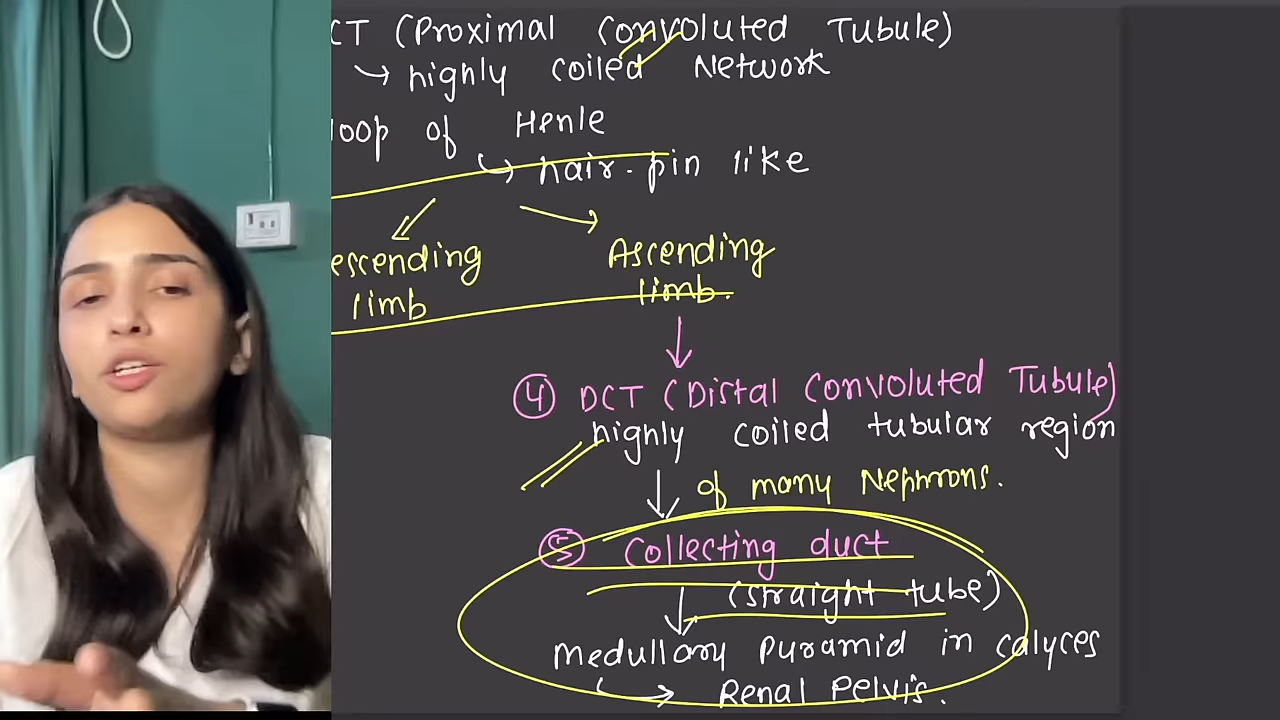 CT (Proximal Convoluted Tubule)
↳ highly coiled Network
loop of Henle
↳ hair-pin like
escending limb
Ascending limb.
④ DCT (Distal Convoluted Tubule)
highly coiled tubular region
of many Nephrons.
⑤ Collecting duct
(straight tube)
Medullary Pyramid in calyces
↳ Renal Pelvis.